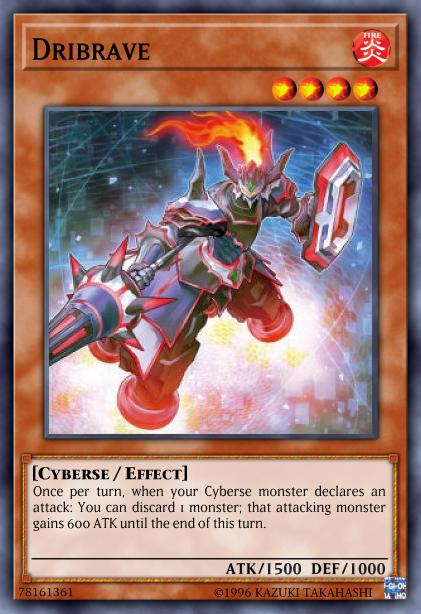 DRIBRAVE
FIRE
炎
[CYBERSE / EFFECT]
Once per turn, when your Cyberse monster declares an
attack: You can discard 1 monster; that attacking monster
gains 600 ATK until the end of this turn.
ATK/1500 DEF/1000
78161361
©1996 KAZUKI TAKAHASHI